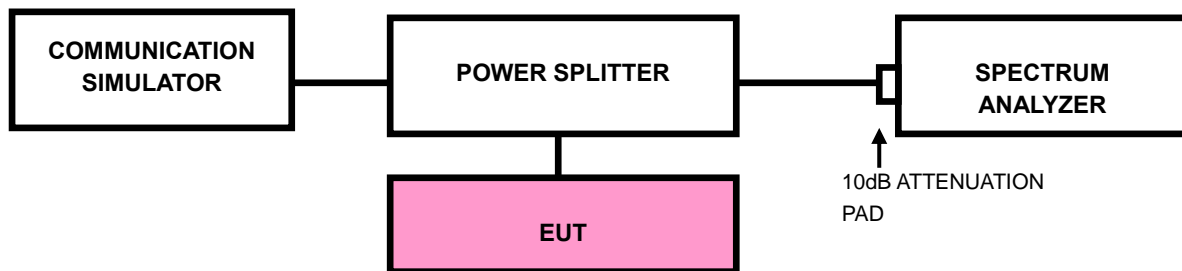 COMMUNICATION
SIMULATOR
POWER SPLITTER
SPECTRUM
ANALYZER
10dB ATTENUATION
PAD
EUT